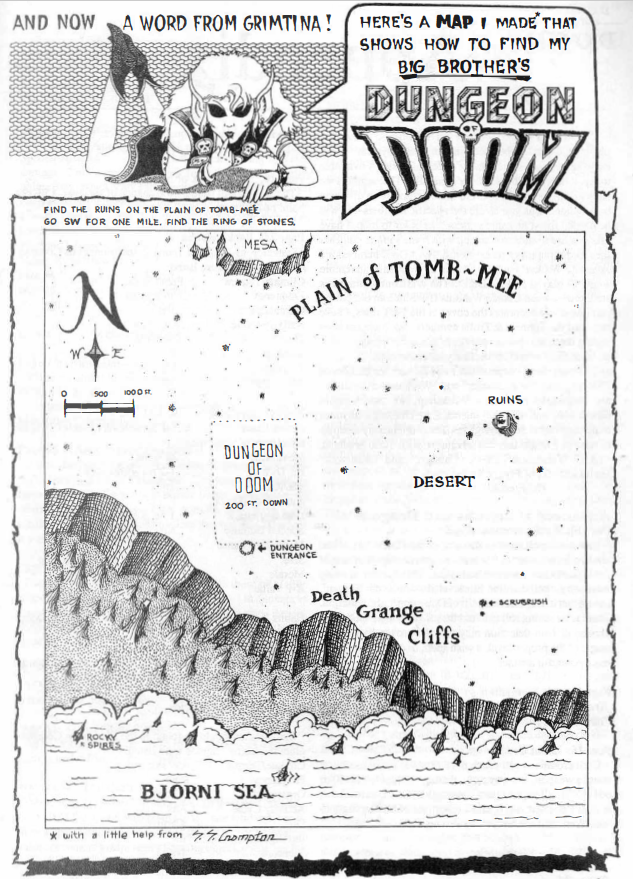 AND NOW A WORD FROM GRIMTINA!
HERE'S A MAP I MADE* THAT
SHOWS HOW TO FIND MY
BIG BROTHER'S
DUNGEON
OF
DOOM
FIND THE RUINS ON THE PLAIN OF TOMB-MEE
GO SW FOR ONE MILE. FIND THE RING OF STONES.
MESA
PLAIN of TOMB~MEE
N
W E
0 500 1000 FT.
RUINS
DUNGEON
OF
DOOM
200 FT. DOWN
DESERT
← DUNGEON
ENTRANCE
Death
Grange
Cliffs
← SCRUBRUSH
ROCKY
SPIRES
BJORNI SEA
* with a little help from S. S. Crompton